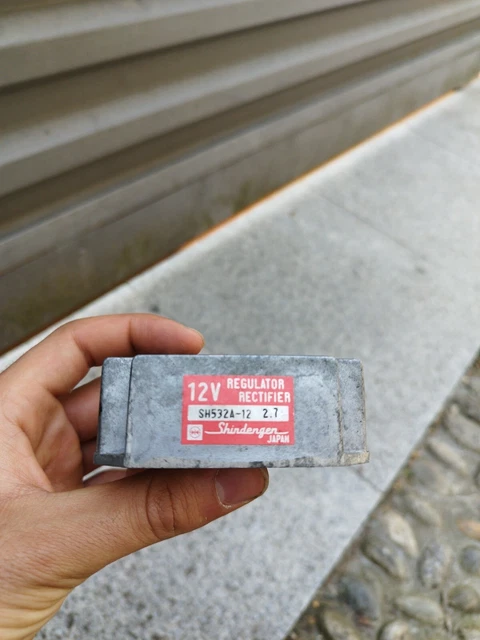 12V REGULATOR
RECTIFIER
SH532A-12 2.7
Shindengen
JAPAN